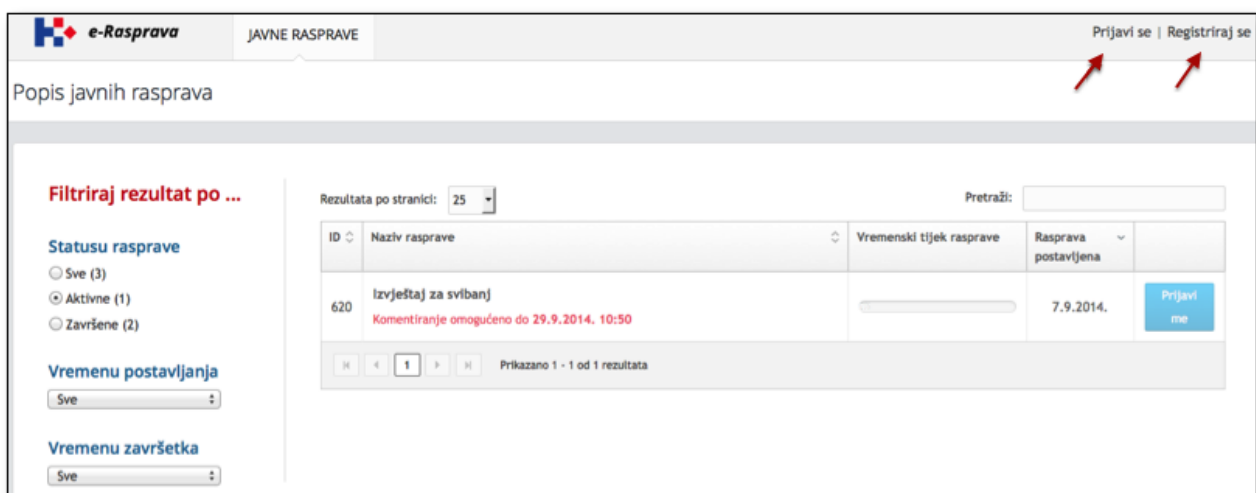 e-Rasprava
JAVNE RASPRAVE
Prijavi se | Registriraj se
Popis javnih rasprava
Filtriraj rezultat po ...
Statusu rasprave
Sve (3)
Aktivne (1)
Završene (2)
Vremenu postavljanja
Sve
Vremenu završetka
Sve
Rezultata po stranici: 25
Pretraži:
ID Naziv rasprave Vremenski tijek rasprave Rasprava
postavljena
620 Izvještaj za svibanj 7.9.2014. Prijavi
me
Komentiranje omogućeno do 29.9.2014. 10:50
1 Prikazano 1 - 1 od 1 rezultata